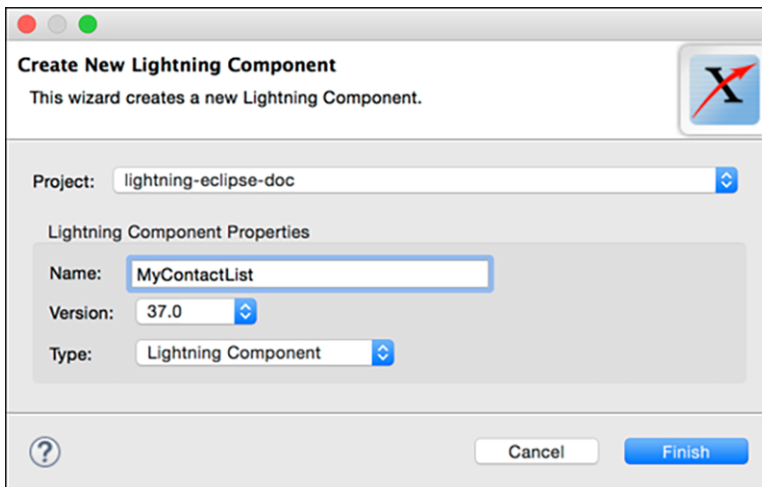 Create New Lightning Component
This wizard creates a new Lightning Component.
X
Project: lightning-eclipse-doc
Lightning Component Properties
Name: MyContactList
Version: 37.0
Type: Lightning Component
? Cancel Finish